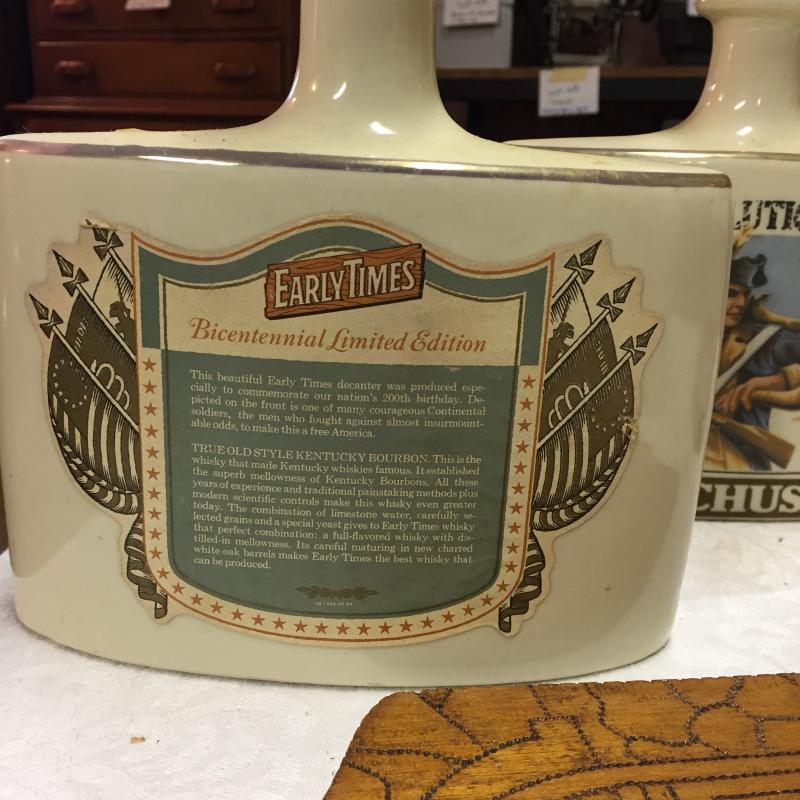 EARLY TIMES
Bicentennial Limited Edition
This beautiful Early Times decanter was produced espe-
cially to commemorate our nation's 200th birthday. De-
picted on the front is one of many courageous Continental
soldiers, the men who fought against almost insurmount-
able odds, to make this a free America.
TRUE OLD STYLE KENTUCKY BOURBON. This is the
whisky that made Kentucky whiskies famous. It established
the superb mellowness of Kentucky Bourbons. All these
years of experience and traditional painstaking methods plus
modern scientific controls make this whisky even greater
today. The combination of limestone water, carefully se-
lected grains and a special yeast gives to Early Times whisky
that perfect combination: a full-flavored whisky with dis-
tilled-in mellowness. Its careful maturing in new charred
white oak barrels makes Early Times the best whisky that
can be produced.
LUTIO
CHUS